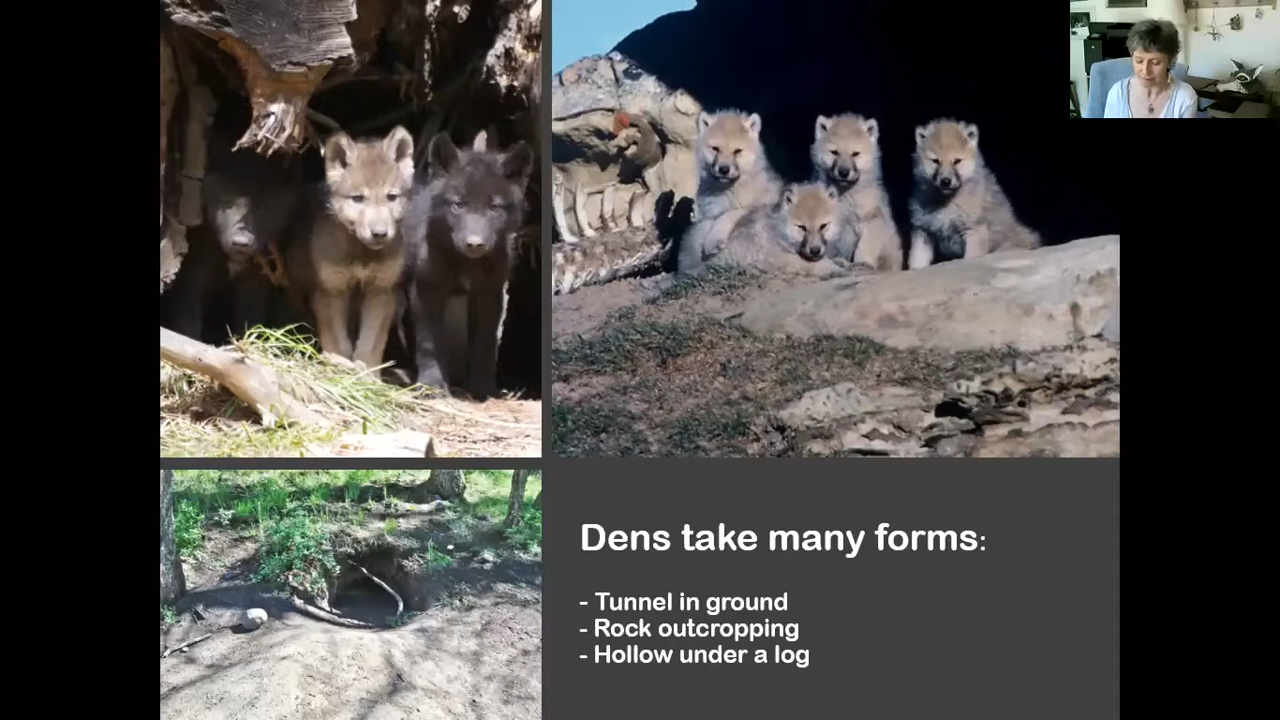 Dens take many forms:
- Tunnel in ground
- Rock outcropping
- Hollow under a log